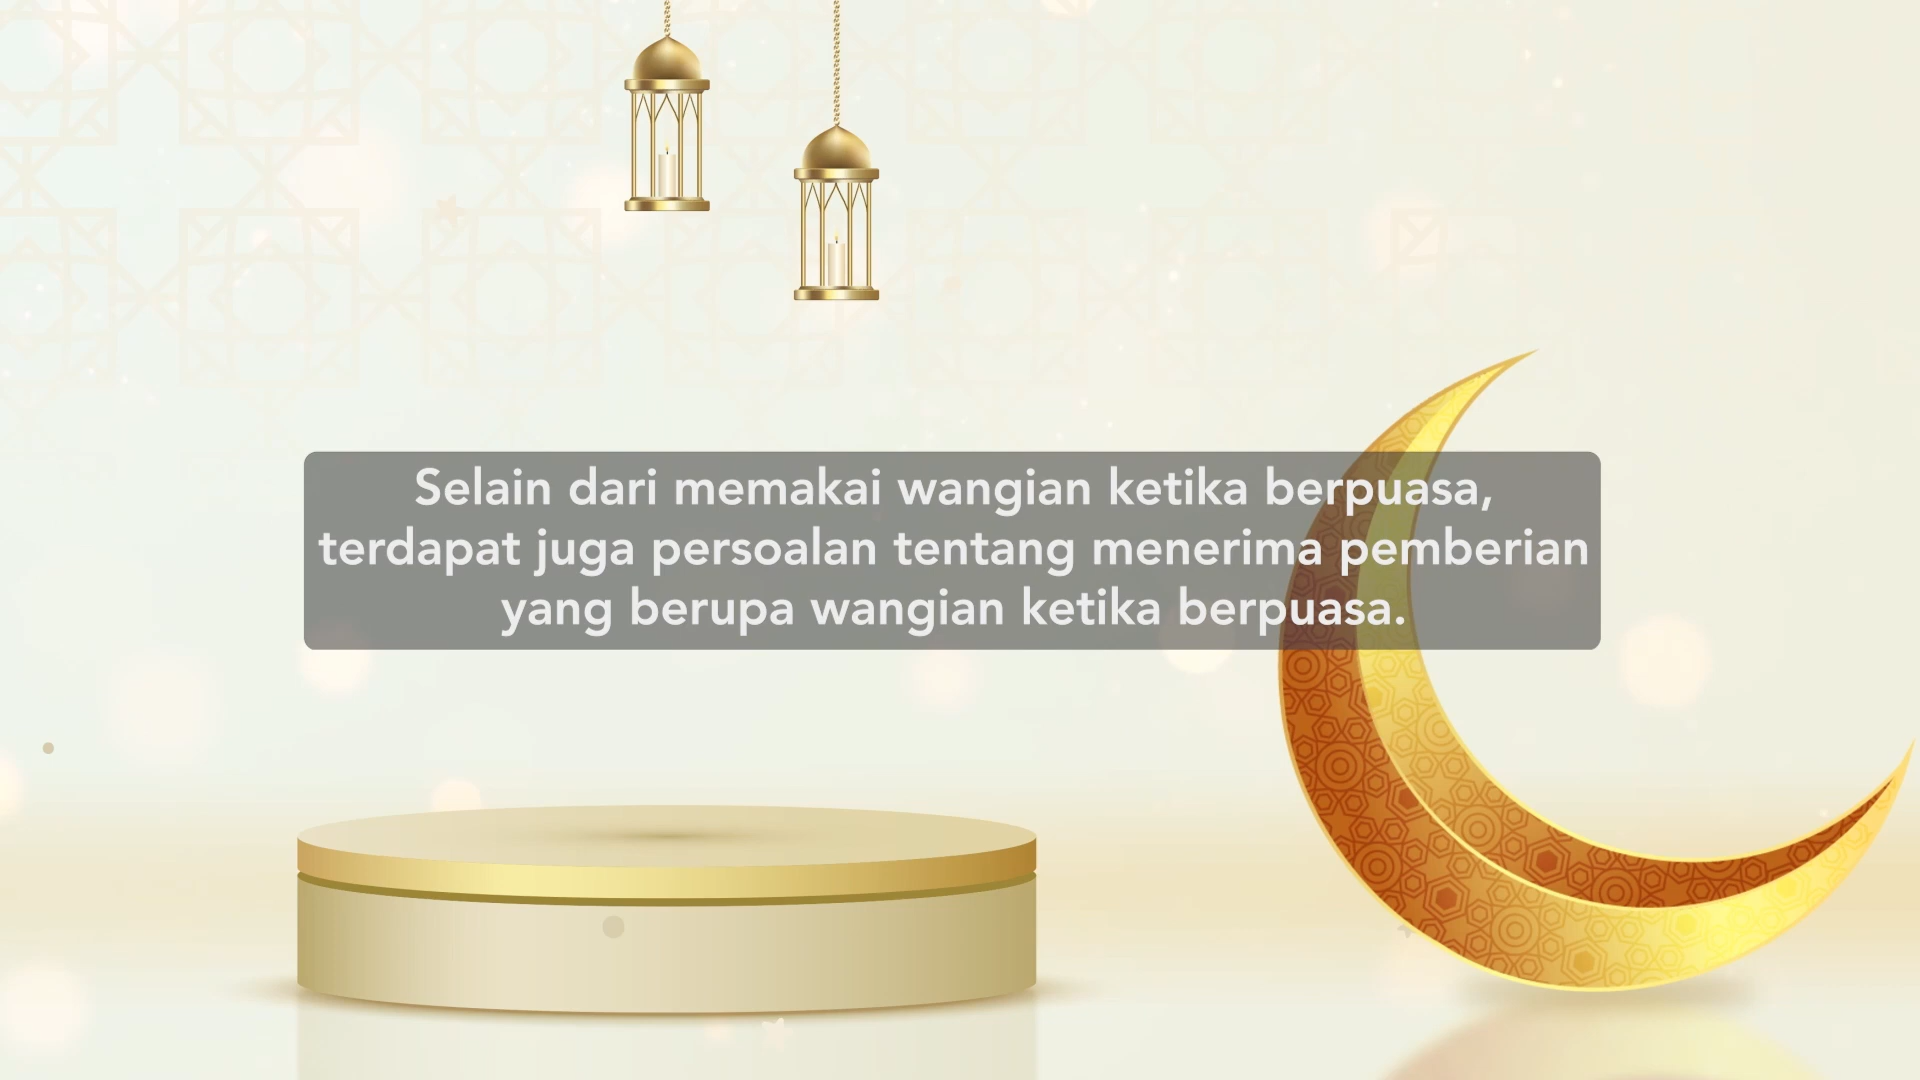 Selain dari memakai wangian ketika berpuasa,
terdapat juga persoalan tentang menerima pemberian
yang berupa wangian ketika berpuasa.